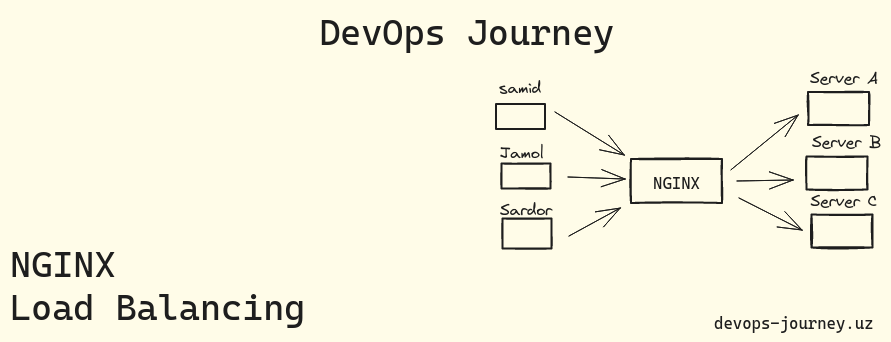 DevOps Journey
samid
Jamol
Sardor
NGINX
Server A
Server B
Server C
NGINX
Load Balancing
devops-journey.uz